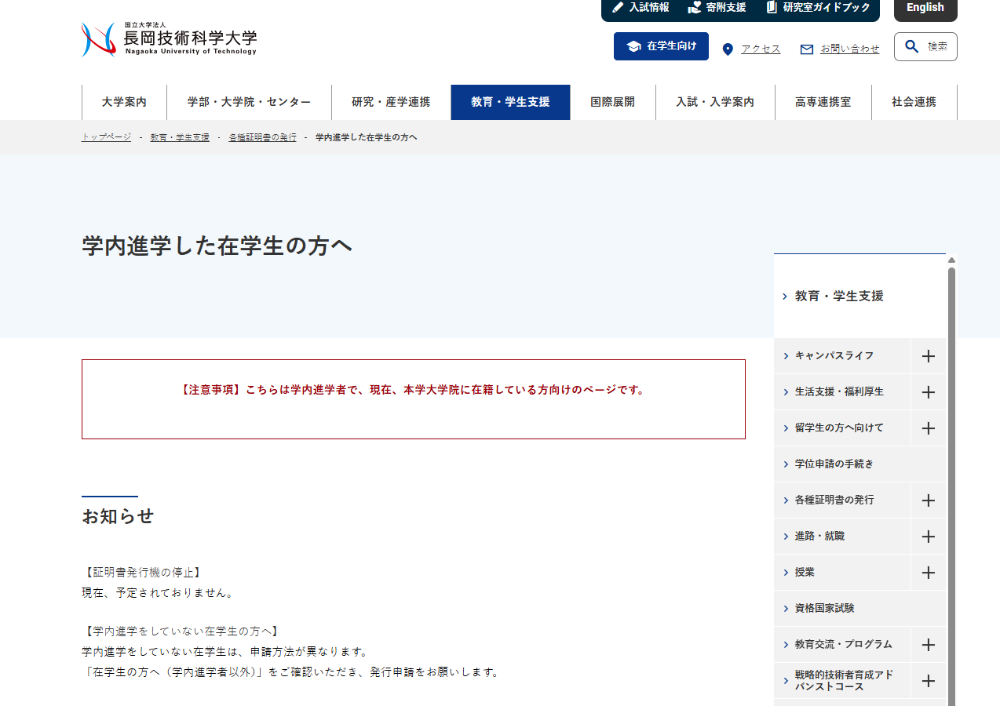 入試情報
寄附支援
研究室ガイドブック
English
国立大学法人
長岡技術科学大学
Nagaoka University of Technology
在学生向け
アクセス
お問い合わせ
検索
大学案内
学部・大学院・センター
研究・産学連携
教育・学生支援
国際展開
入試・入学案内
高専連携室
社会連携
トップページ - 教育・学生支援 - 各種証明書の発行 - 学内進学した在学生の方へ
学内進学した在学生の方へ
【注意事項】こちらは学内進学者で、現在、本学大学院に在籍している方向けのページです。
お知らせ
【証明書発行機の停止】
現在、予定されておりません。
【学内進学をしていない在学生の方へ】
学内進学をしていない在学生は、申請方法が異なります。
「在学生の方へ（学内進学者以外）」をご確認いただき、発行申請をお願いします。
教育・学生支援
キャンパスライフ
生活支援・福利厚生
留学生の方へ向けて
学位申請の手続き
各種証明書の発行
進路・就職
授業
資格国家試験
教育交流・プログラム
戦略的技術者育成アド
バンストコース